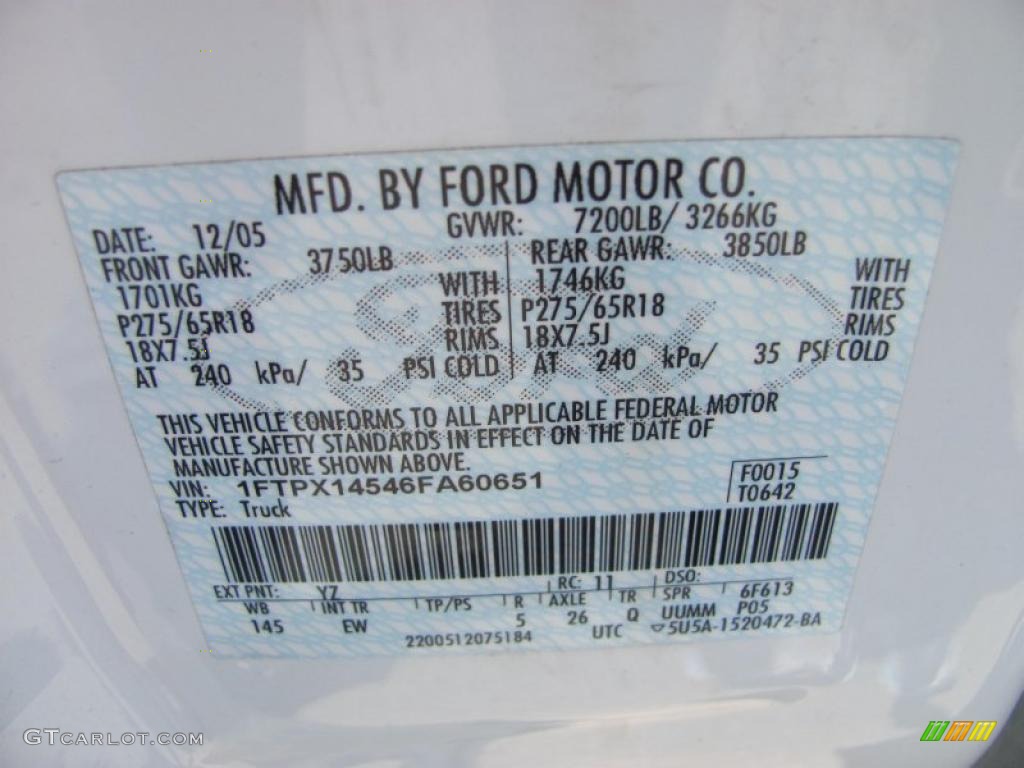 MFD. BY FORD MOTOR CO.
DATE: 12/05 GVWR: 7200LB/ 3266KG
FRONT GAWR: 3750LB REAR GAWR: 3850LB
1701KG WITH 1746KG WITH
P275/65R18 TIRES P275/65R18 TIRES
18X7.5J RIMS 18X7.5J RIMS
AT 240 kPa/ 35 PSI COLD AT 240 kPa/ 35 PSI COLD
THIS VEHICLE CONFORMS TO ALL APPLICABLE FEDERAL MOTOR
VEHICLE SAFETY STANDARDS IN EFFECT ON THE DATE OF
MANUFACTURE SHOWN ABOVE.
VIN: 1FTPX14546FA60651 F0015
TYPE: Truck T0642
EXT PNT: YZ RC: 11 DSO:
WB INT TR TP/PS R AXLE TR SPR 6F613
145 EW 5 26 Q UUMM P05
2200512075184 UTC 5U5A-1520472-BA
GTCARLOT.COM